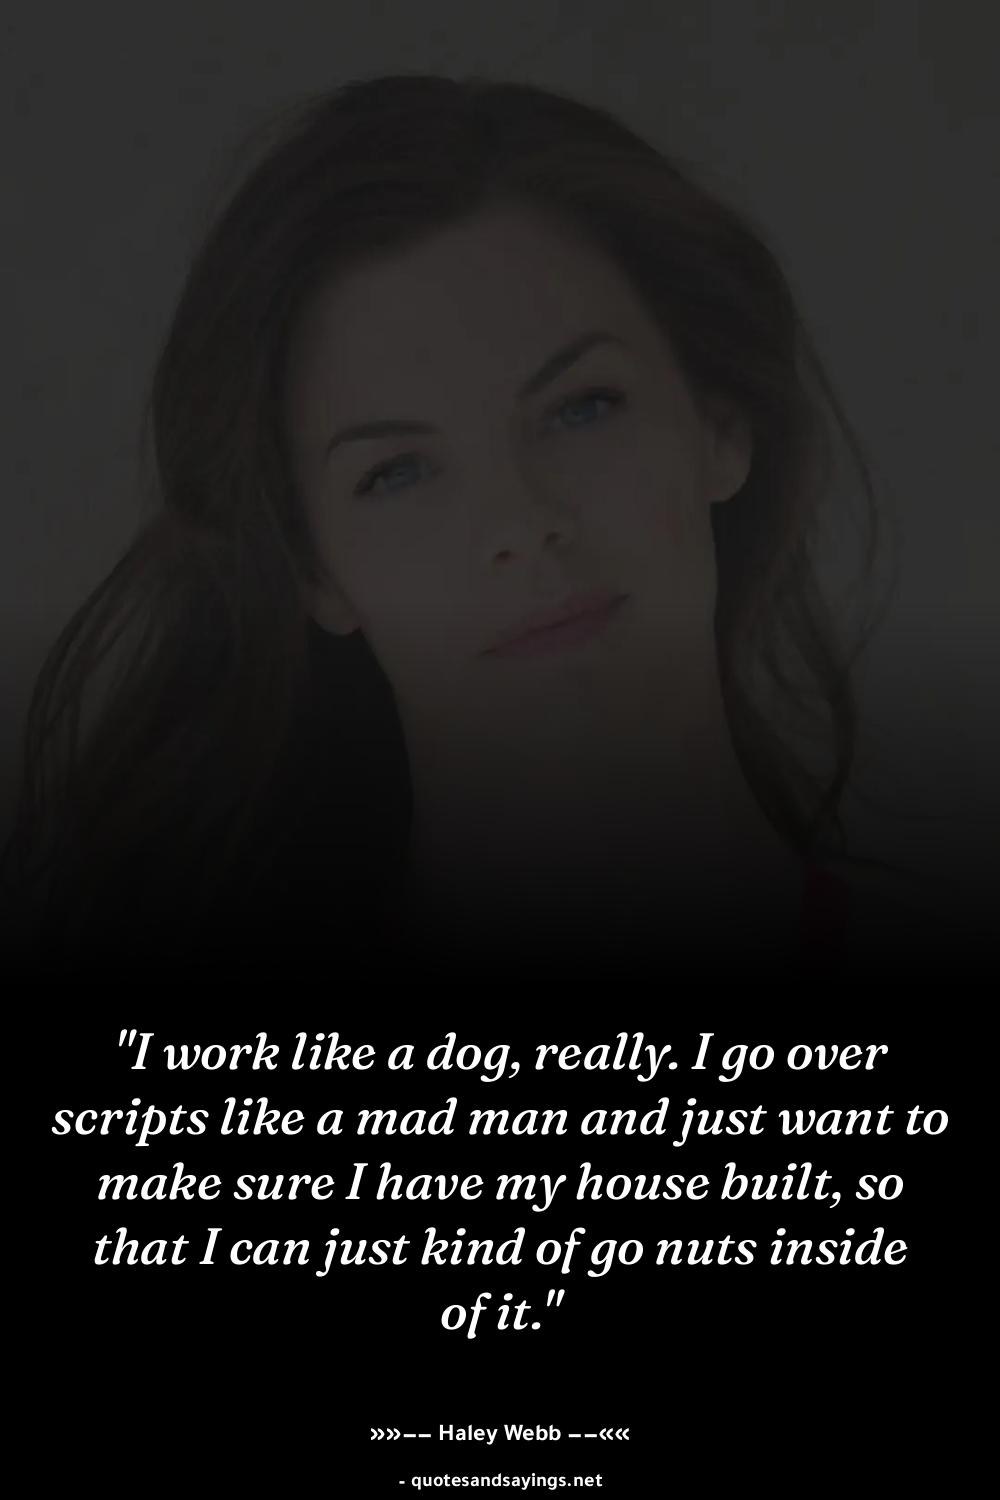 "I work like a dog, really. I go over
scripts like a mad man and just want to
make sure I have my house built, so
that I can just kind of go nuts inside
of it."
»»−− Haley Webb −−««
- quotesandsayings.net